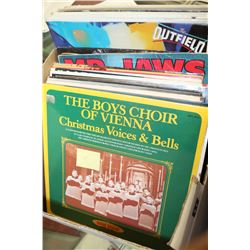 OUTFIELD
MR. JAWS
THE BOYS CHOIR
OF VIENNA
Christmas Voices & Bells